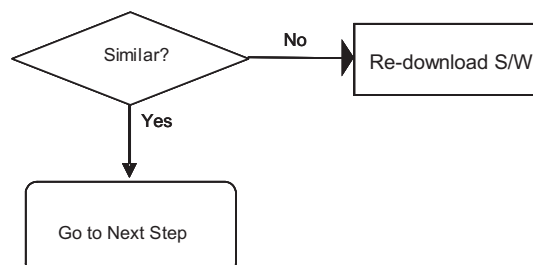 Similar?
No
Re-download S/W
Yes
Go to Next Step